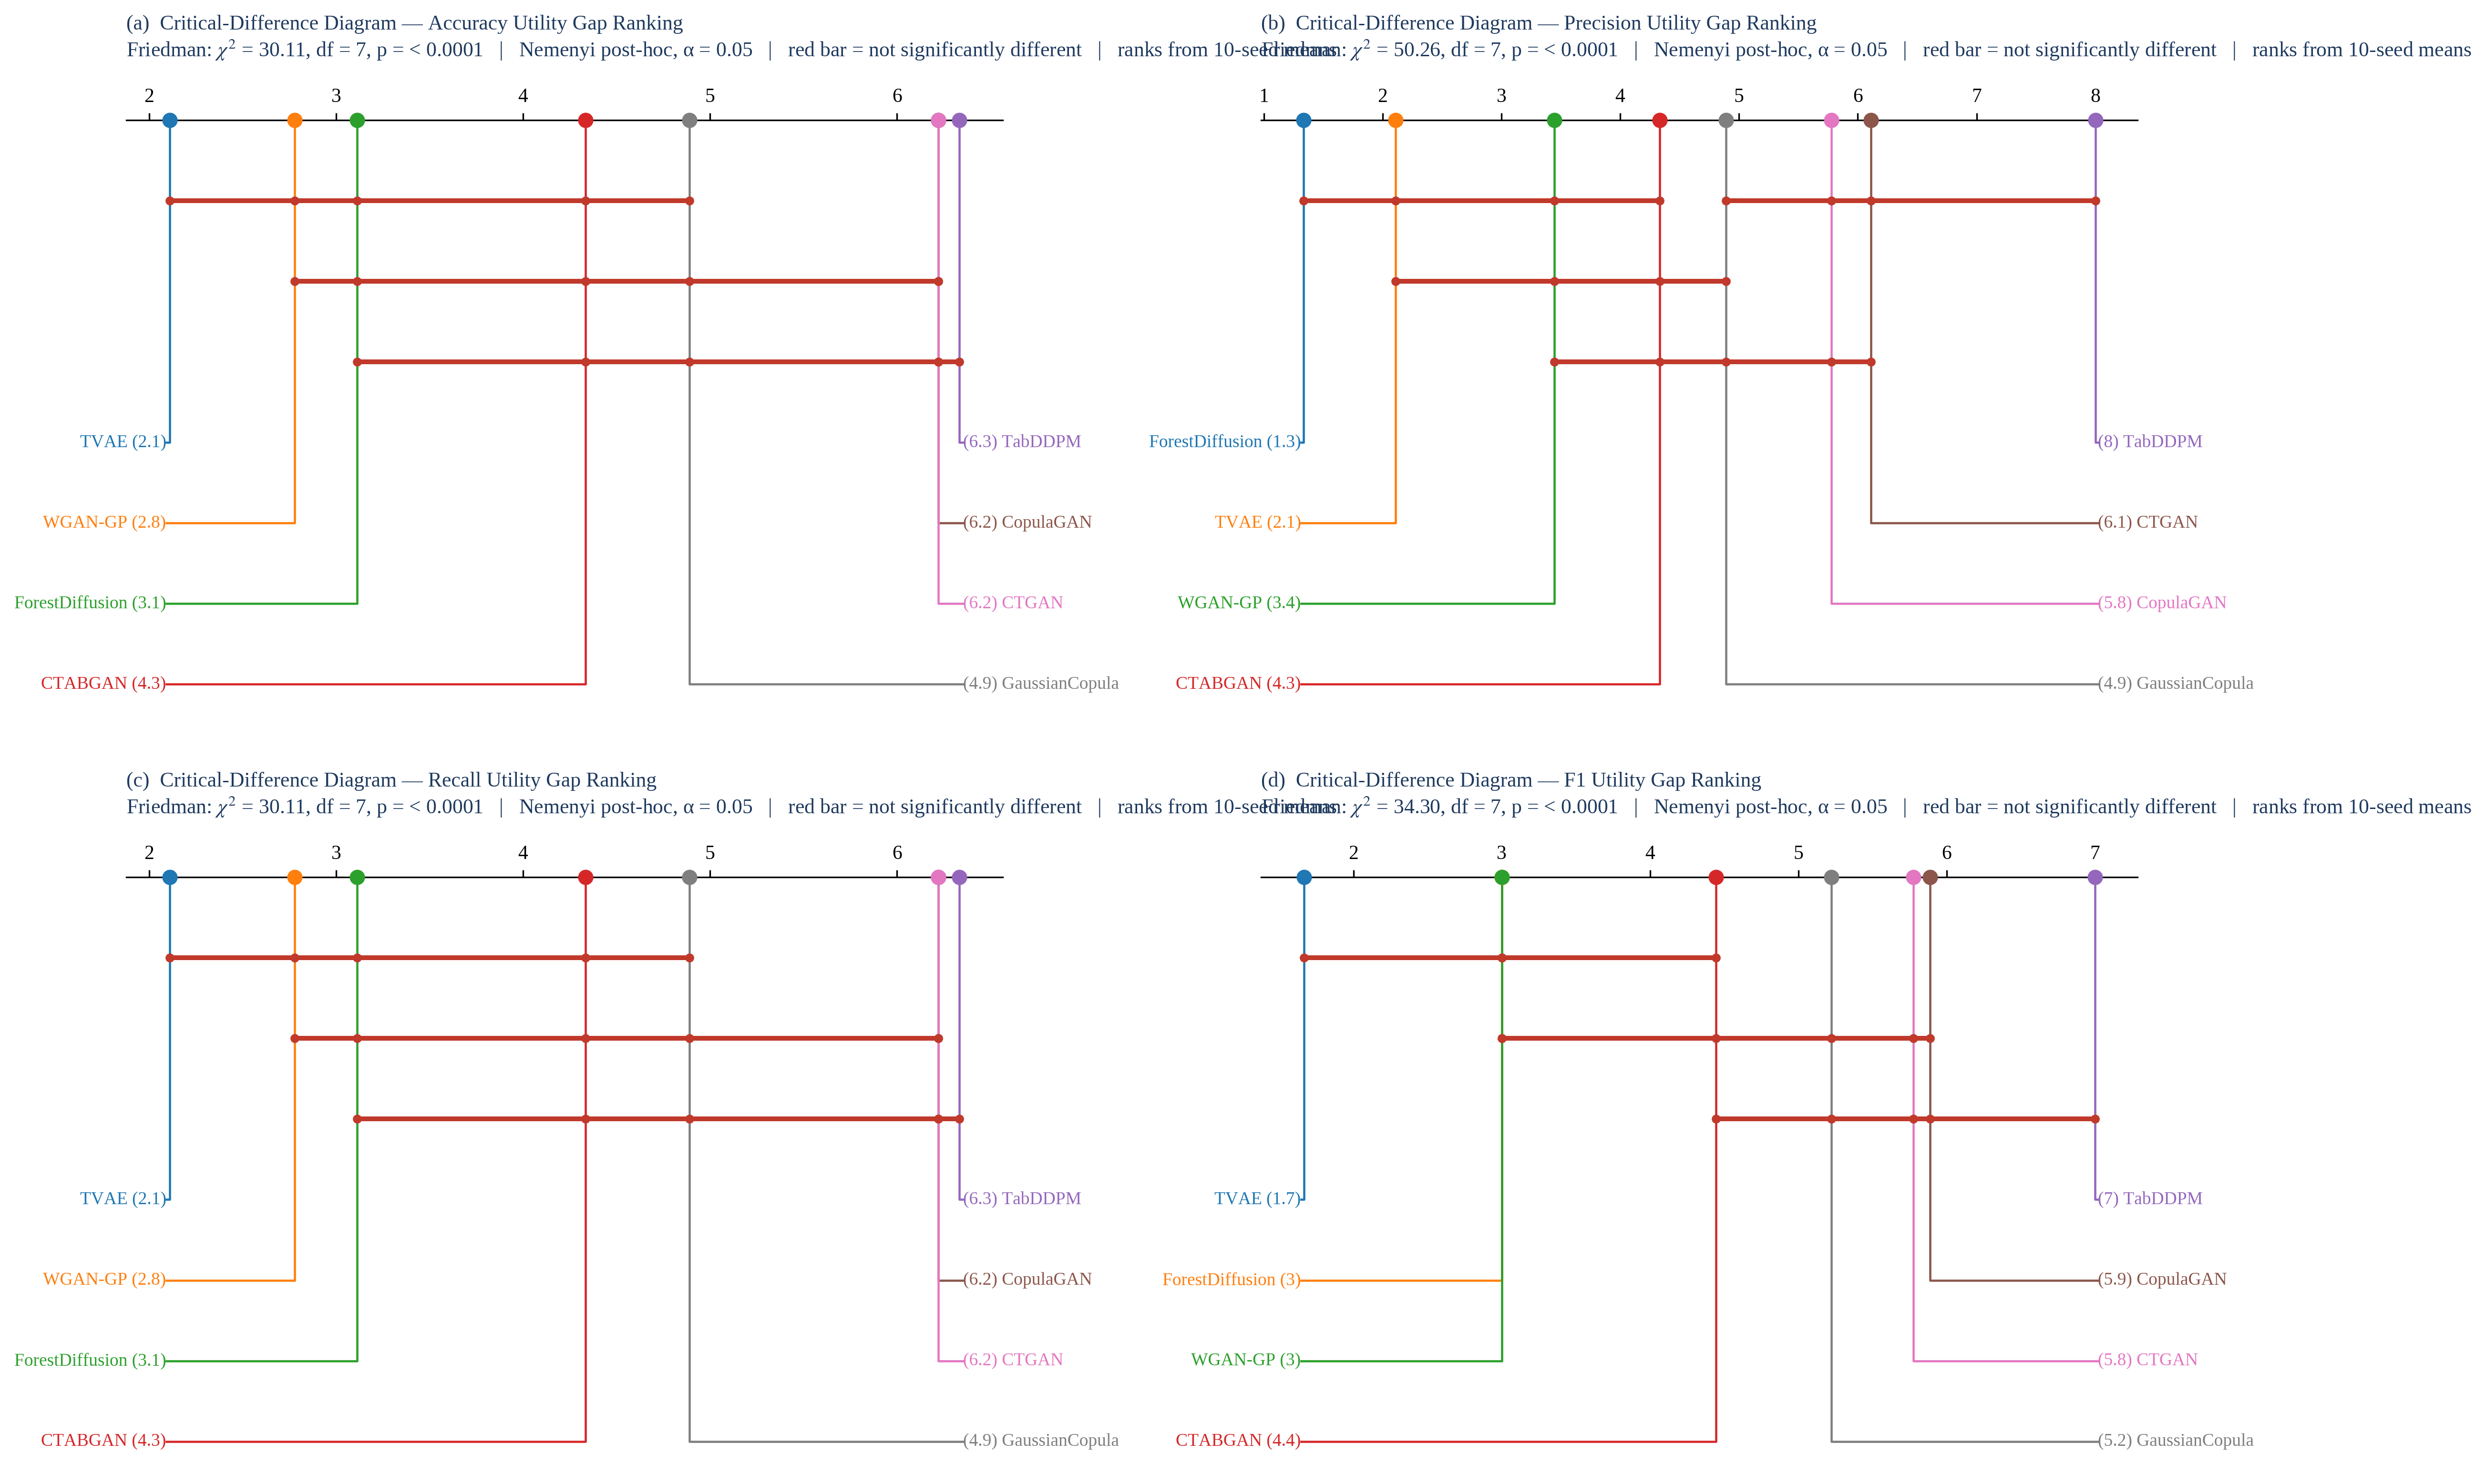 (a)  Critical-Difference Diagram — Accuracy Utility Gap Ranking
Friedman: χ² = 30.11, df = 7, p = < 0.0001   |   Nemenyi post-hoc, α = 0.05   |   red bar = not significantly different   |   ranks from 10-seed means
2 3 4 5 6
TVAE (2.1)
WGAN-GP (2.8)
ForestDiffusion (3.1)
CTABGAN (4.3)
(6.3) TabDDPM
(6.2) CopulaGAN
(6.2) CTGAN
(4.9) GaussianCopula
(b)  Critical-Difference Diagram — Precision Utility Gap Ranking
Friedman: χ² = 50.26, df = 7, p = < 0.0001   |   Nemenyi post-hoc, α = 0.05   |   red bar = not significantly different   |   ranks from 10-seed means
1 2 3 4 5 6 7 8
ForestDiffusion (1.3)
TVAE (2.1)
WGAN-GP (3.4)
CTABGAN (4.3)
(8) TabDDPM
(6.1) CTGAN
(5.8) CopulaGAN
(4.9) GaussianCopula
(c)  Critical-Difference Diagram — Recall Utility Gap Ranking
Friedman: χ² = 30.11, df = 7, p = < 0.0001   |   Nemenyi post-hoc, α = 0.05   |   red bar = not significantly different   |   ranks from 10-seed means
2 3 4 5 6
TVAE (2.1)
WGAN-GP (2.8)
ForestDiffusion (3.1)
CTABGAN (4.3)
(6.3) TabDDPM
(6.2) CopulaGAN
(6.2) CTGAN
(4.9) GaussianCopula
(d)  Critical-Difference Diagram — F1 Utility Gap Ranking
Friedman: χ² = 34.30, df = 7, p = < 0.0001   |   Nemenyi post-hoc, α = 0.05   |   red bar = not significantly different   |   ranks from 10-seed means
2 3 4 5 6 7
TVAE (1.7)
ForestDiffusion (3)
WGAN-GP (3)
CTABGAN (4.4)
(7) TabDDPM
(5.9) CopulaGAN
(5.8) CTGAN
(5.2) GaussianCopula